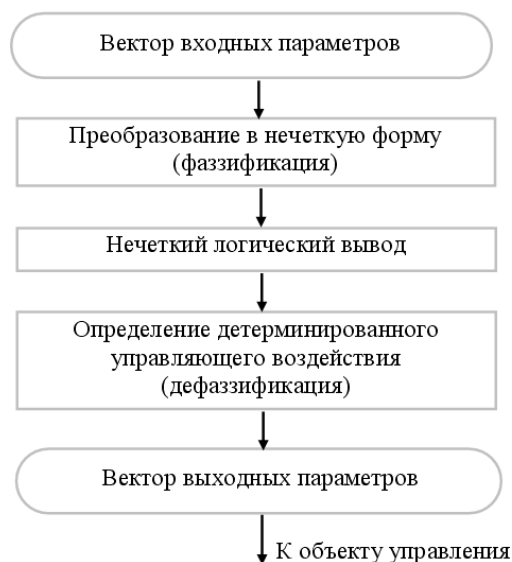 Вектор входных параметров
Преобразование в нечеткую форму
(фаззификация)
Нечеткий логический вывод
Определение детерминированного
управляющего воздействия
(дефаззификация)
Вектор выходных параметров
К объекту управления